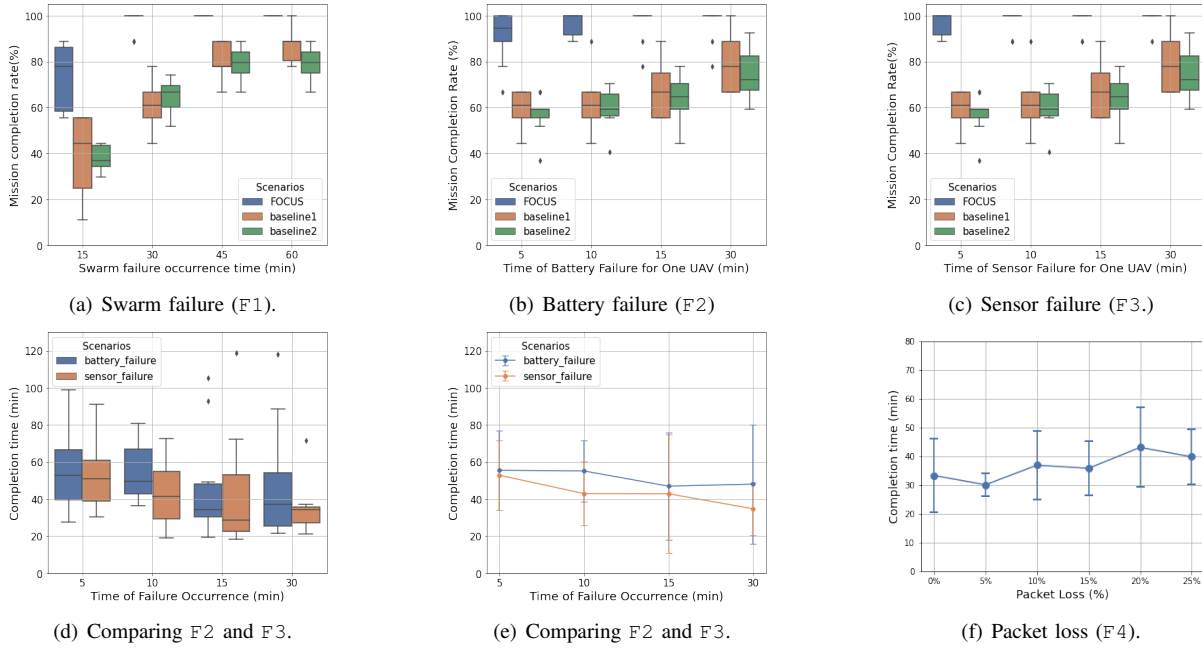 Mission completion rate(%)
100
80
60
40
20
0
Scenarios
FOCUS
baseline1
baseline2
15
30
45
60
Swarm failure occurrence time (min)
(a) Swarm failure (F1).
Mission Completion Rate (%)
100
80
60
40
20
0
Scenarios
FOCUS
baseline1
baseline2
5
10
15
30
Time of Battery Failure for One UAV (min)
(b) Battery failure (F2)
Mission Completion Rate(%)
100
80
60
40
20
0
Scenarios
FOCUS
baseline1
baseline2
5
10
15
30
Time of Sensor Failure for One UAV (min)
(c) Sensor failure (F3.)
Completion time (min)
120
100
80
60
40
20
0
Scenarios
battery_failure
sensor_failure
5
10
15
30
Time of Failure Occurrence (min)
(d) Comparing F2 and F3.
Completion time (min)
120
100
80
60
40
20
0
Scenarios
battery_failure
sensor_failure
5
10
15
30
Time of Failure Occurrence (min)
(e) Comparing F2 and F3.
Completion time (min)
80
70
60
50
40
30
20
10
0
0%
5%
10%
15%
20%
25%
Packet Loss (%)
(f) Packet loss (F4).